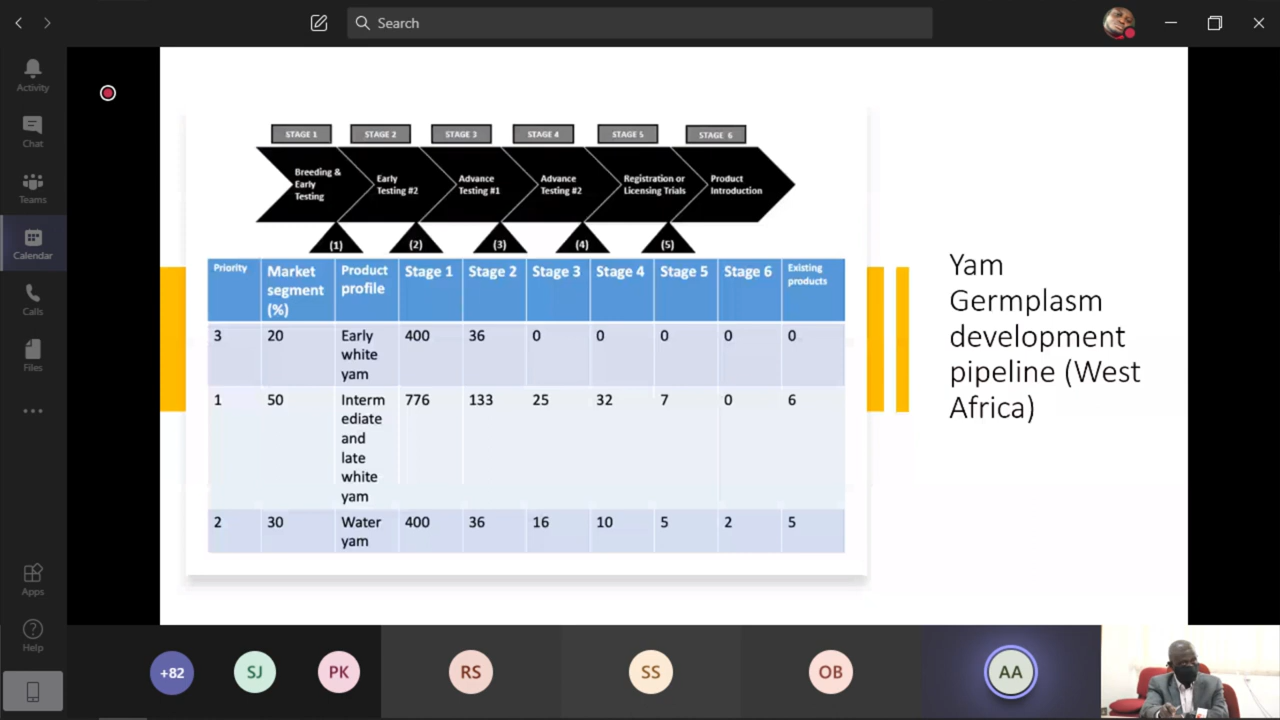 Search
Activity
Chat
Teams
Calendar
Calls
Files
Apps
Help
STAGE 1
STAGE 2
STAGE 3
STAGE 4
STAGE 5
STAGE 6
Breeding &
Early
Testing
Early
Testing #2
Advance
Testing #1
Advance
Testing #2
Registration or
Licensing Trials
Product
Introduction
(1)
(2)
(3)
(4)
(5)
Priority
Market
segment
(%)
Product
profile
Stage 1
Stage 2
Stage 3
Stage 4
Stage 5
Stage 6
Existing
products
3
20
Early
white
yam
400
36
0
0
0
0
0
1
50
Interm
ediate
and
late
white
yam
776
133
25
32
7
0
6
2
30
Water
yam
400
36
16
10
5
2
5
Yam
Germplasm
development
pipeline (West
Africa)
+82
SJ
PK
RS
SS
OB
AA